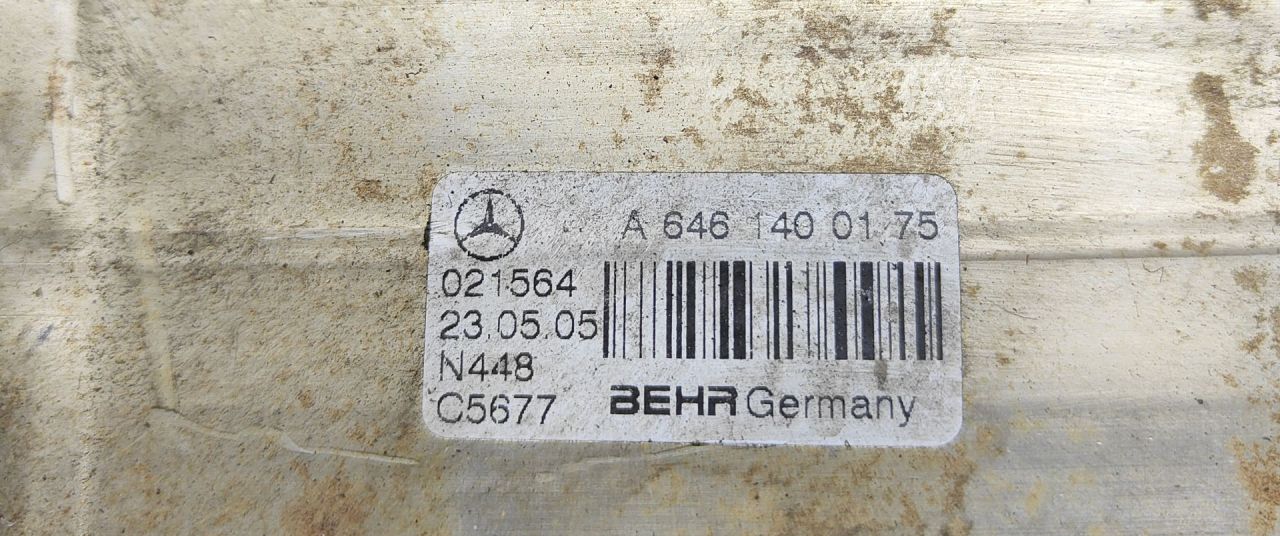 A 646 140 01 75
021564
23.05.05
N448
C5677
BEHR Germany